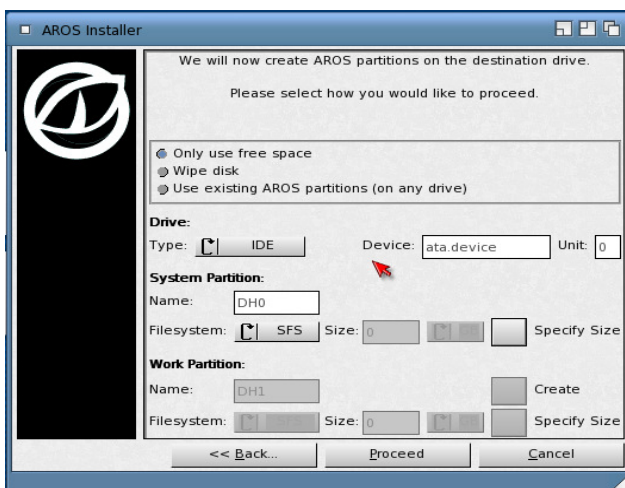 AROS Installer
We will now create AROS partitions on the destination drive.
Please select how you would like to proceed.
Only use free space
Wipe disk
Use existing AROS partitions (on any drive)
Drive:
Type: IDE Device: ata.device Unit: 0
System Partition:
Name: DH0
Filesystem: SFS Size: 0 Specify Size
Work Partition:
Name: DH1 Create
Filesystem: SFS Size: 0 Specify Size
<< Back... Proceed Cancel